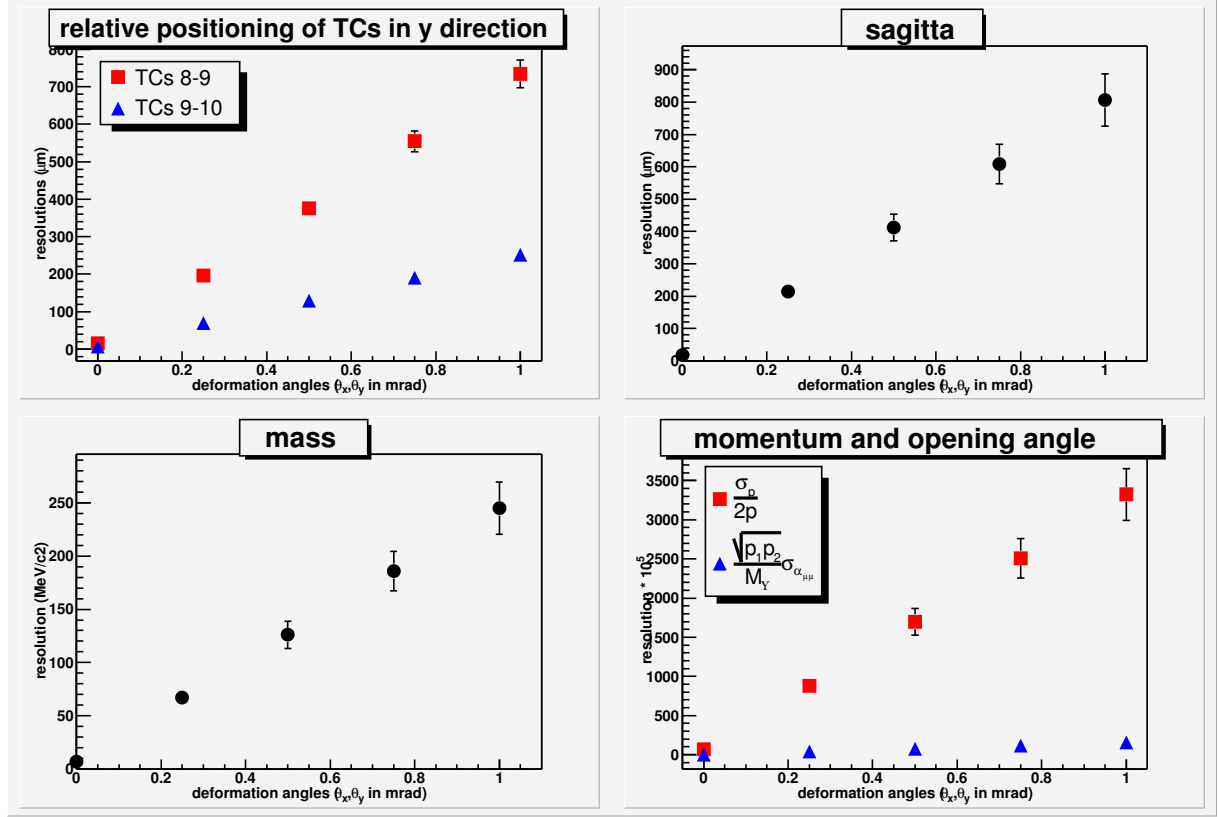 relative positioning of TCs in y direction
TCs 8-9
TCs 9-10
resolutions (μm)
800
700
600
500
400
300
200
100
0
0 0.2 0.4 0.6 0.8 1
deformation angles (θx,θy in mrad)
sagitta
resolution (μm)
900
800
700
600
500
400
300
200
100
0
0 0.2 0.4 0.6 0.8 1
deformation angles (θx,θy in mrad)
mass
resolution (MeV/c2)
250
200
150
100
50
0
0 0.2 0.4 0.6 0.8 1
deformation angles (θx,θy in mrad)
momentum and opening angle
σp
2p
√p1p2
MΥ
σαμμ
resolution * 10^5
3500
3000
2500
2000
1500
1000
500
0
0 0.2 0.4 0.6 0.8 1
deformation angles (θx,θy in mrad)